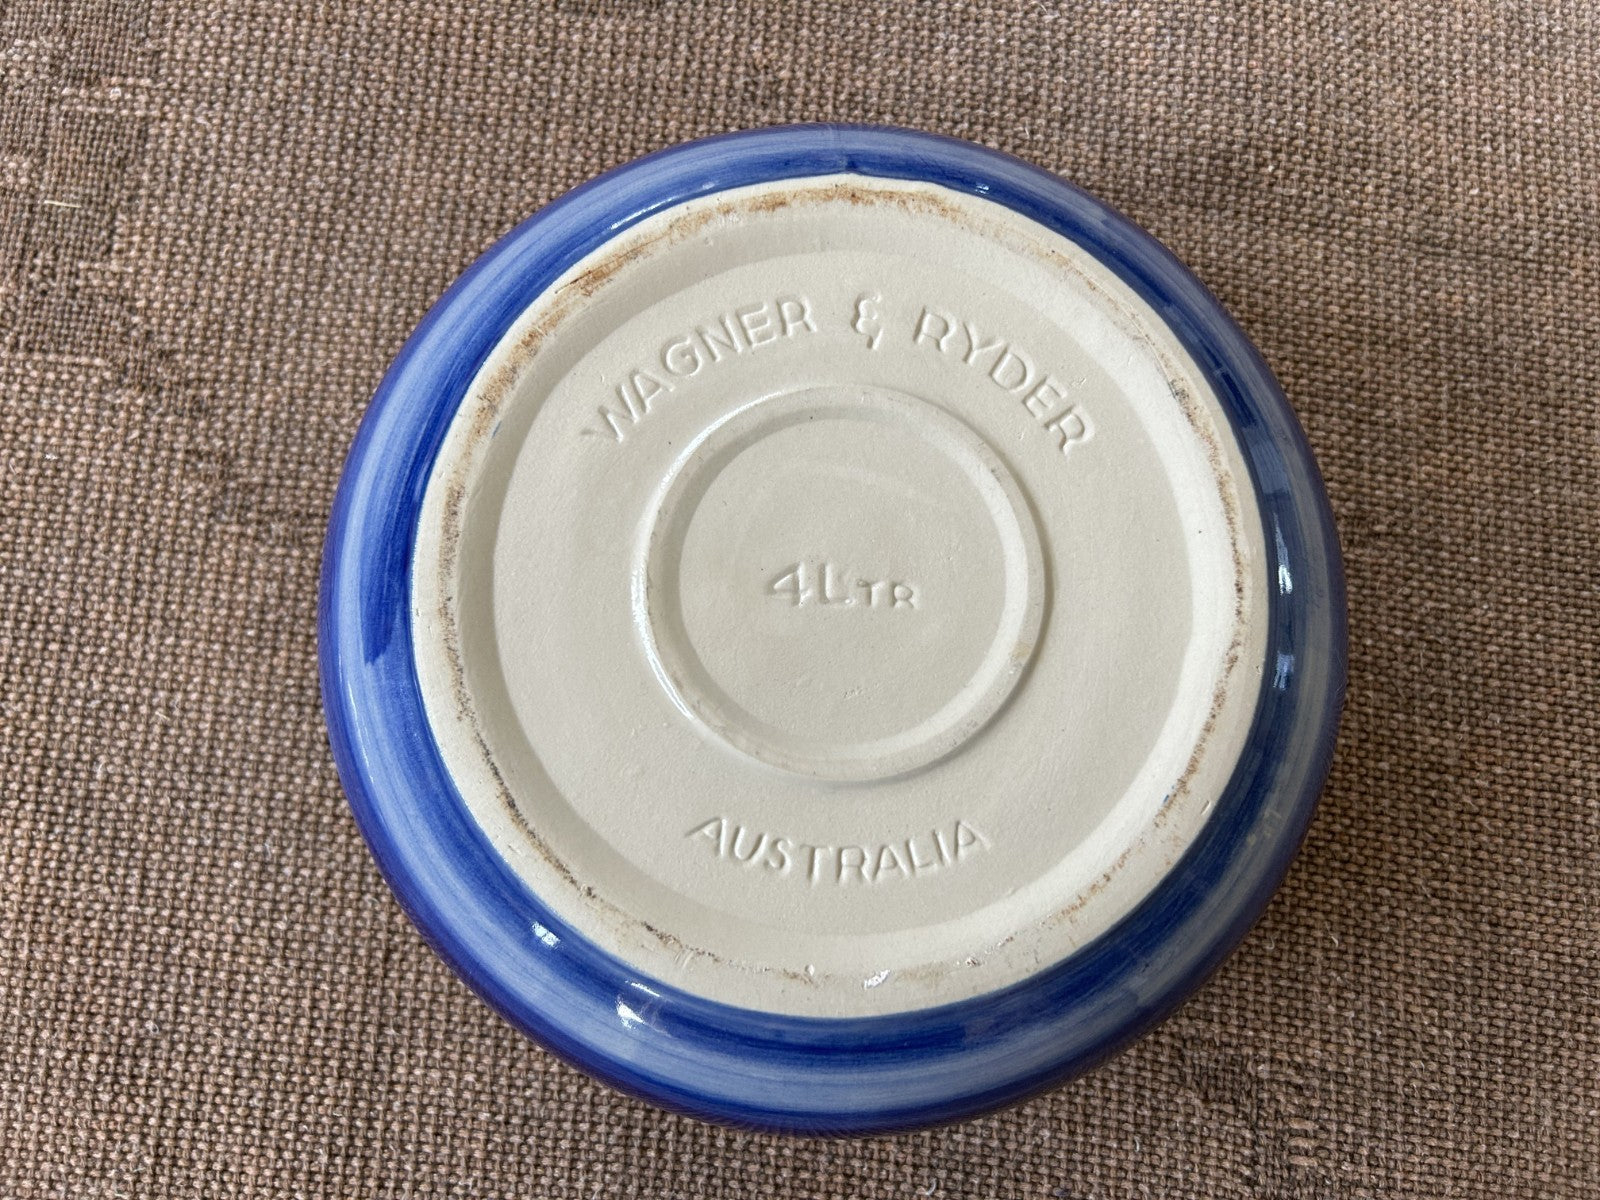 WAGNER & RYDER
4LTR
AUSTRALIA